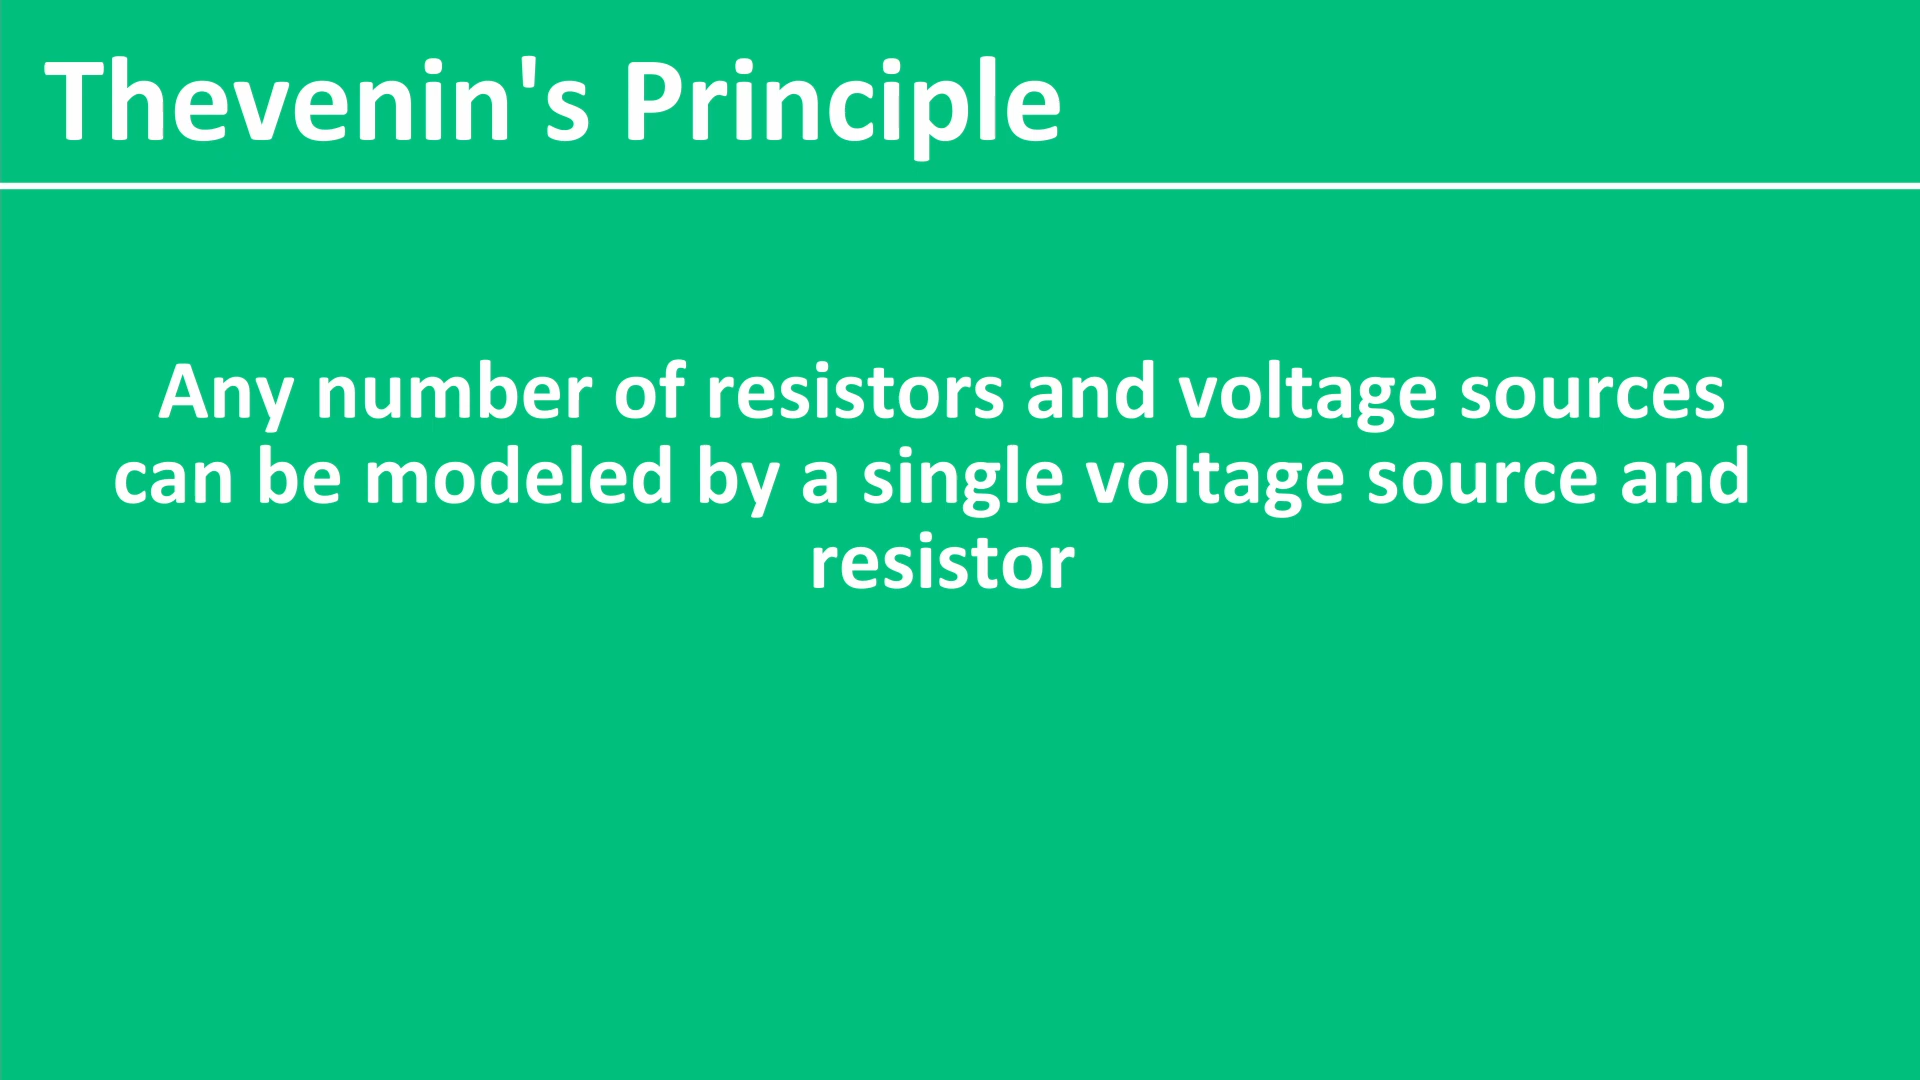 Thevenin's Principle
Any number of resistors and voltage sources
can be modeled by a single voltage source and
resistor